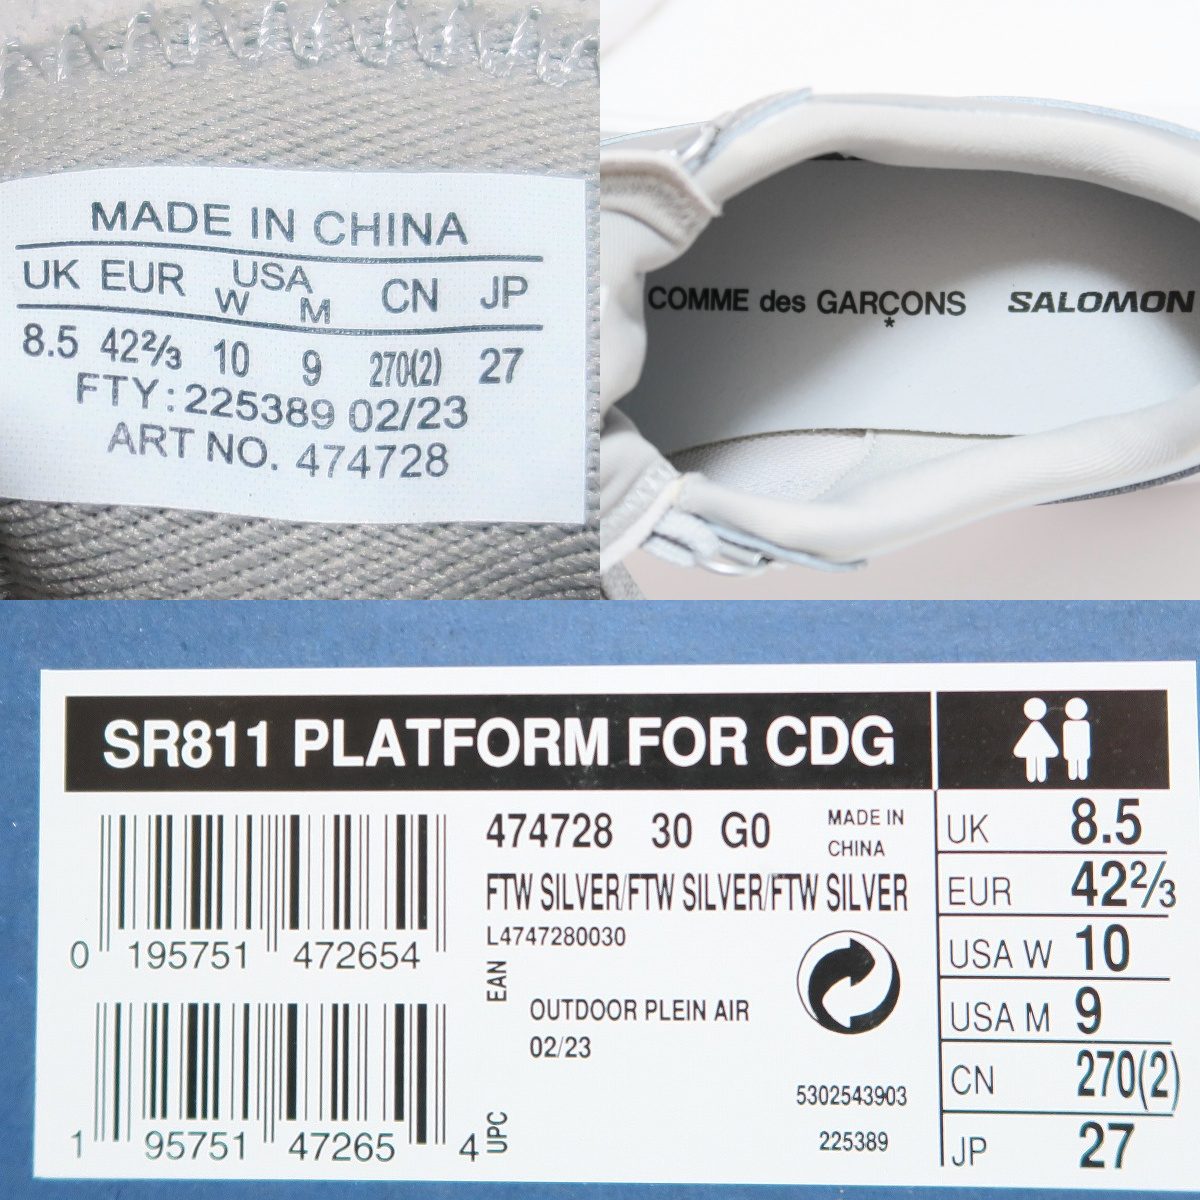 MADE IN CHINA
UK EUR USA CN JP
W M
8.5 42⅔ 10 9 270(2) 27
FTY:225389 02/23
ART NO. 474728
COMME des GARÇONS SALOMON
*
SR811 PLATFORM FOR CDG
474728 30 G0 MADE IN
CHINA
FTW SILVER/FTW SILVER/FTW SILVER
L4747280030
0 195751 472654
EAN
OUTDOOR PLEIN AIR
02/23
5302543903
1 95751 47265 4
UPC
225389
UK 8.5
EUR 42⅔
USA W 10
USA M 9
CN 270(2)
JP 27